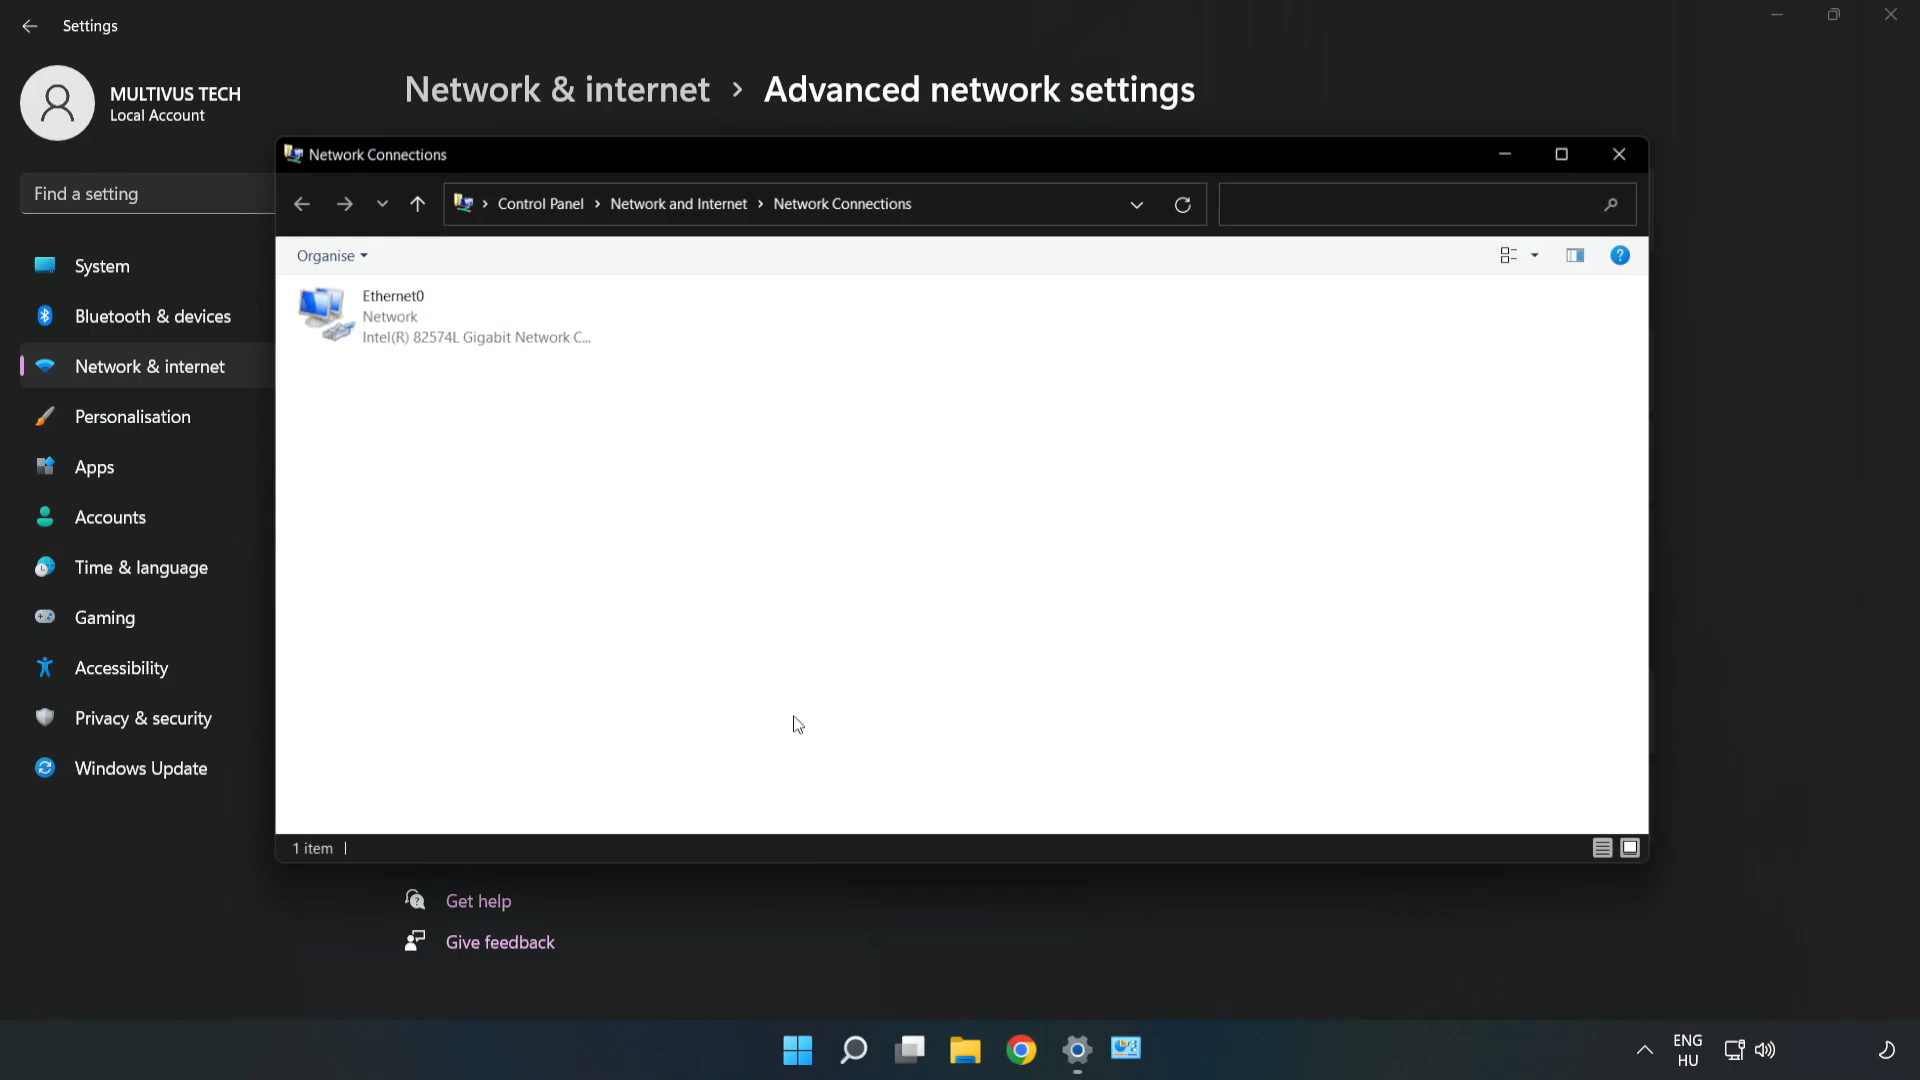 Settings
MULTIVUS TECH
Local Account
Network & internet > Advanced network settings
Find a setting
System
Bluetooth & devices
Network & internet
Personalisation
Apps
Accounts
Time & language
Gaming
Accessibility
Privacy & security
Windows Update
Network Connections
Control Panel > Network and Internet > Network Connections
Organise
Ethernet0
Network
Intel(R) 82574L Gigabit Network C...
1 item
Get help
Give feedback
ENG
HU